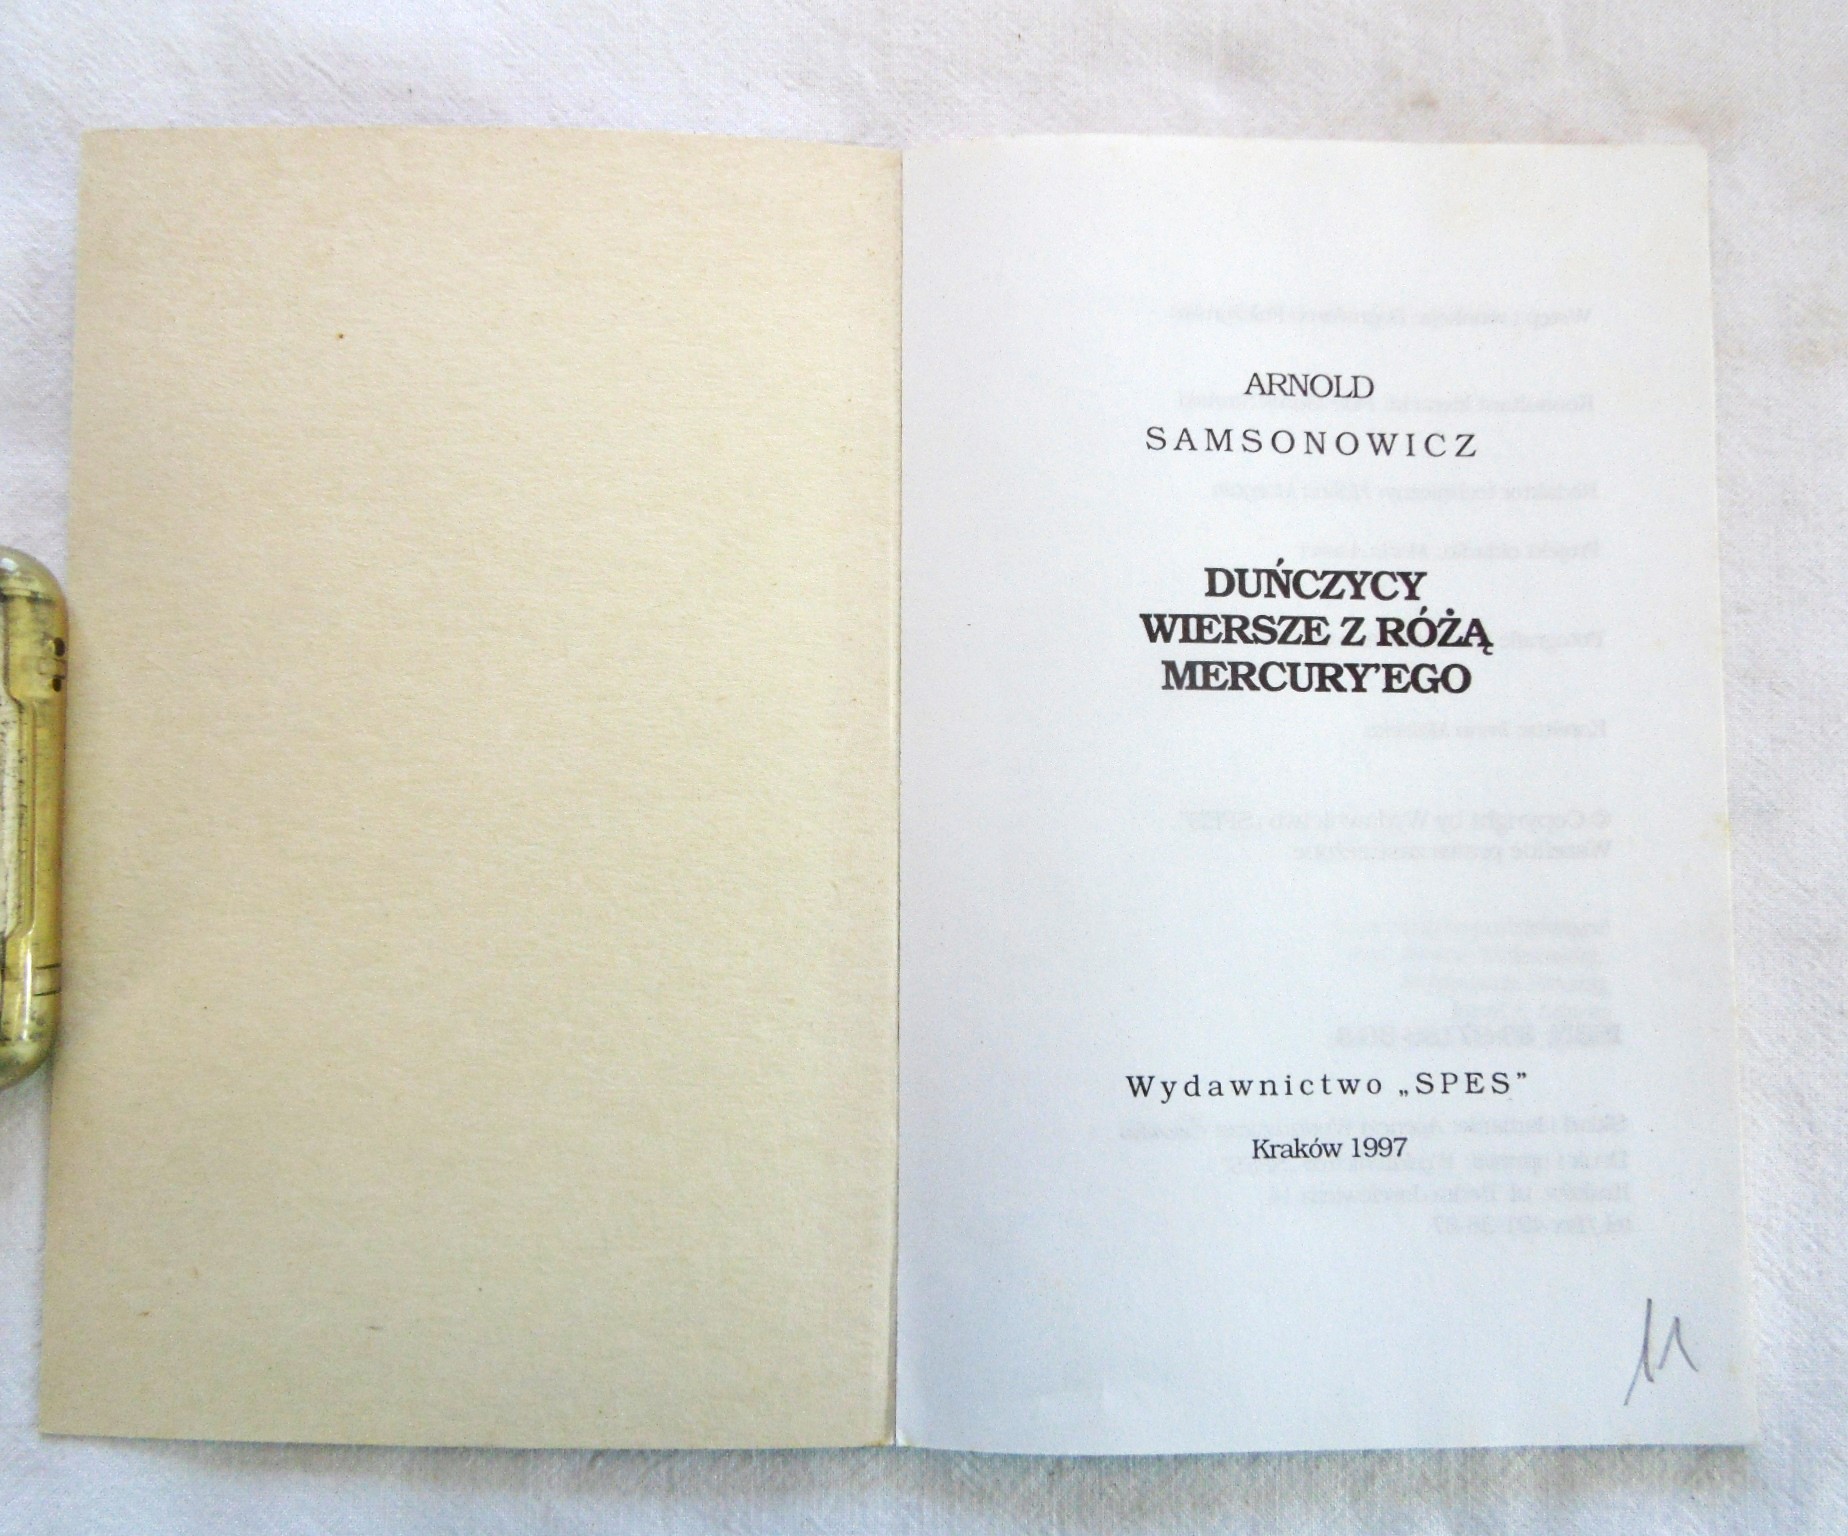 ARNOLD
SAMSONOWICZ
DUŃCZYCY
WIERSZE Z RÓŻĄ
MERCURY'EGO
Wydawnictwo „SPES”
Kraków 1997